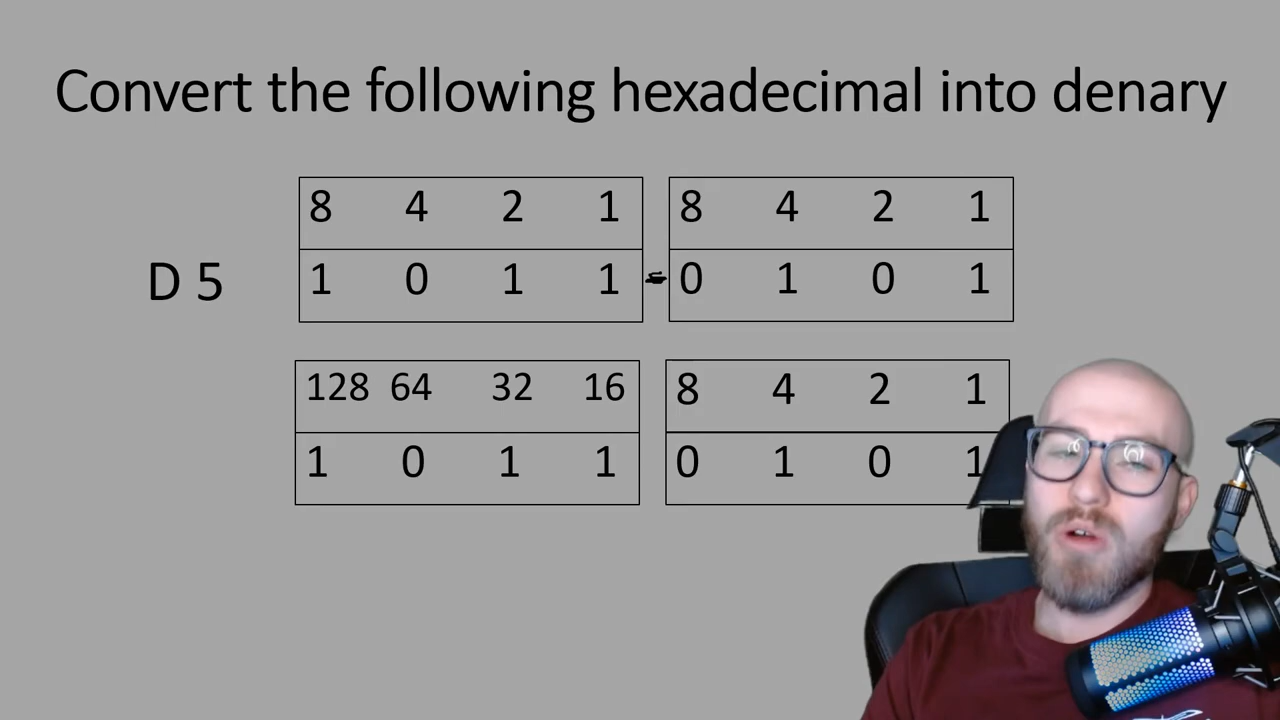 Convert the following hexadecimal into denary
8 4 2 1 8 4 2 1
D 5 1 0 1 1 0 1 0 1
128 64 32 16 8 4 2 1
1 0 1 1 0 1 0 1